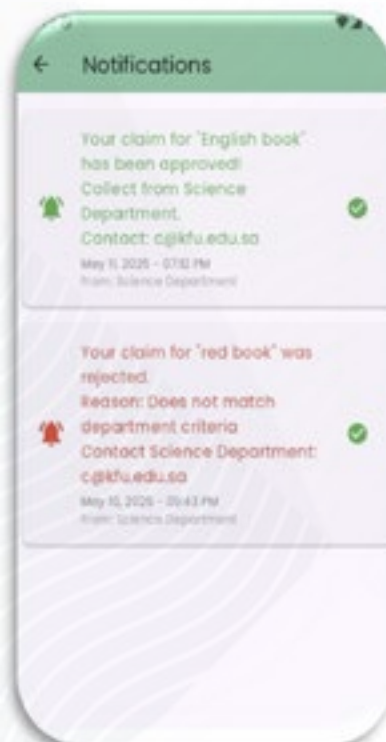 Notifications
Your claim for "English book"
has been approved!
Collect from Science
Department.
Contact: c@kfu.edu.sa
May 11, 2025 - 07:12 PM
From: Science Department
Your claim for "red book" was
rejected.
Reason: Does not match
department criteria
Contact Science Department:
c@kfu.edu.sa
May 10, 2025 - 05:43 PM
From: Science Department